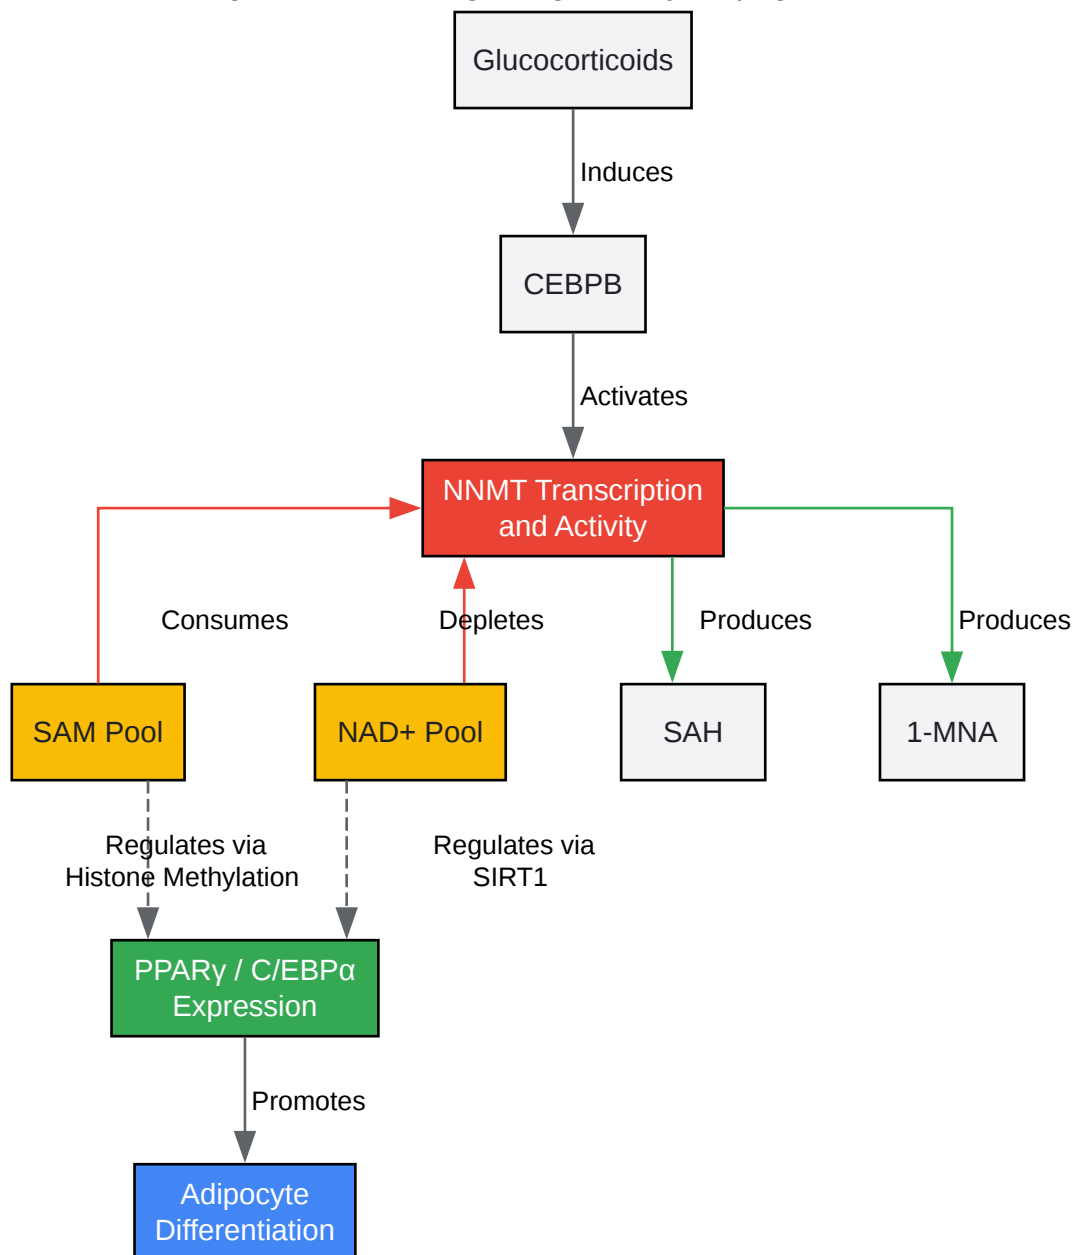 Glucocorticoids
Induces
CEBPB
Activates
NNMT Transcription
and Activity
Consumes
Depletes
Produces
Produces
SAM Pool
NAD+ Pool
SAH
1-MNA
Regulates via
Histone Methylation
Regulates via
SIRT1
PPARγ / C/EBPα
Expression
Promotes
Adipocyte
Differentiation